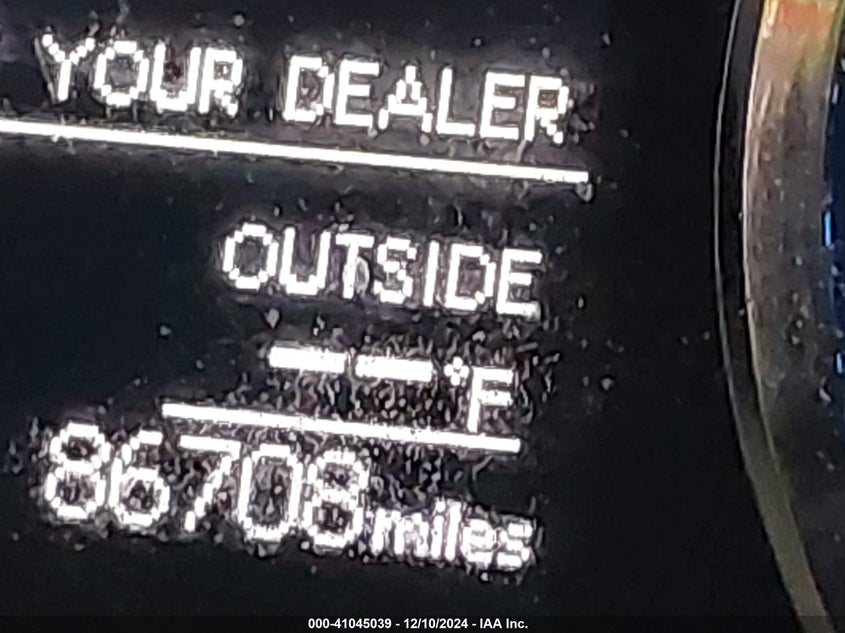 YOUR DEALER
OUTSIDE
--°F
86708miles
000-41045039 - 12/10/2024 - IAA Inc.